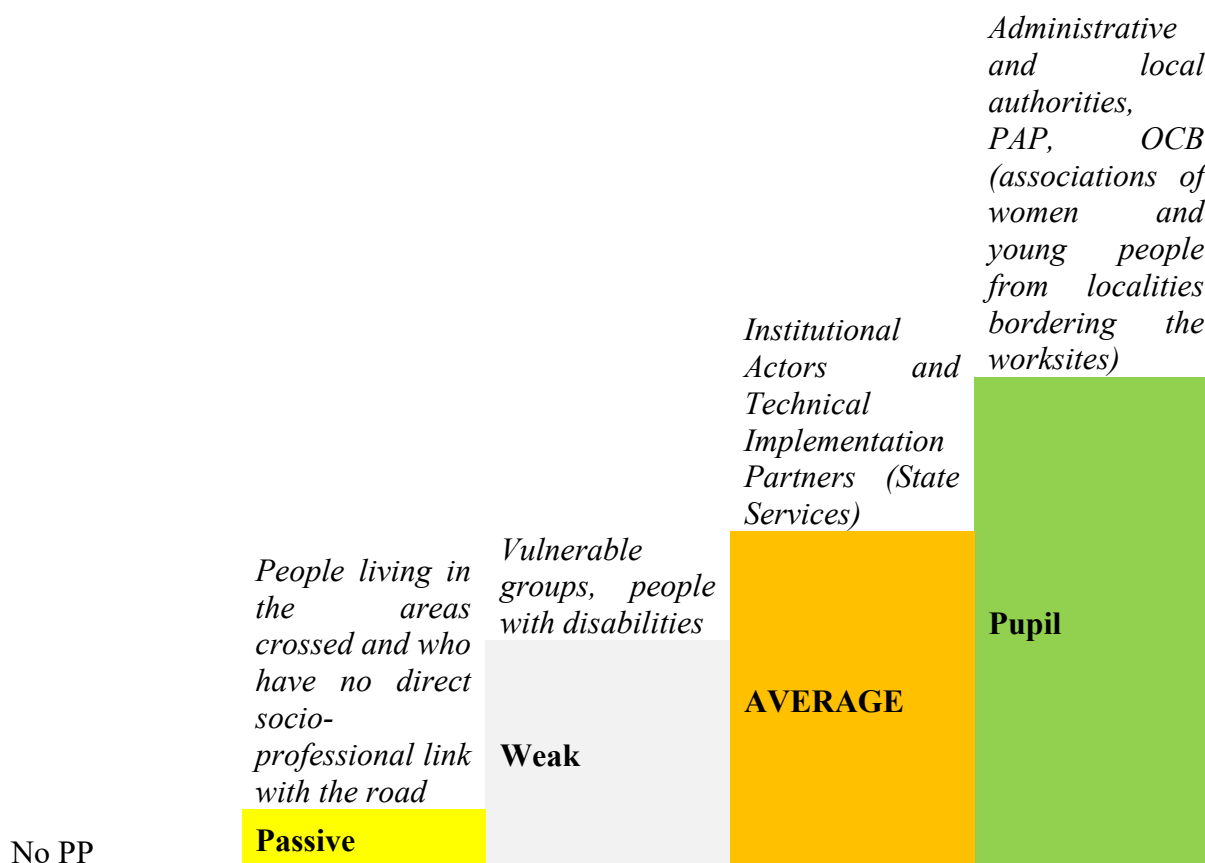 No PP
People living in
the areas
crossed and who
have no direct
socio-
professional link
with the road
Passive
Vulnerable
groups, people
with disabilities
Weak
Institutional
Actors and
Technical
Implementation
Partners (State
Services)
AVERAGE
Administrative
and local
authorities,
PAP, OCB
(associations of
women and
young people
from localities
bordering the
worksites)
Pupil